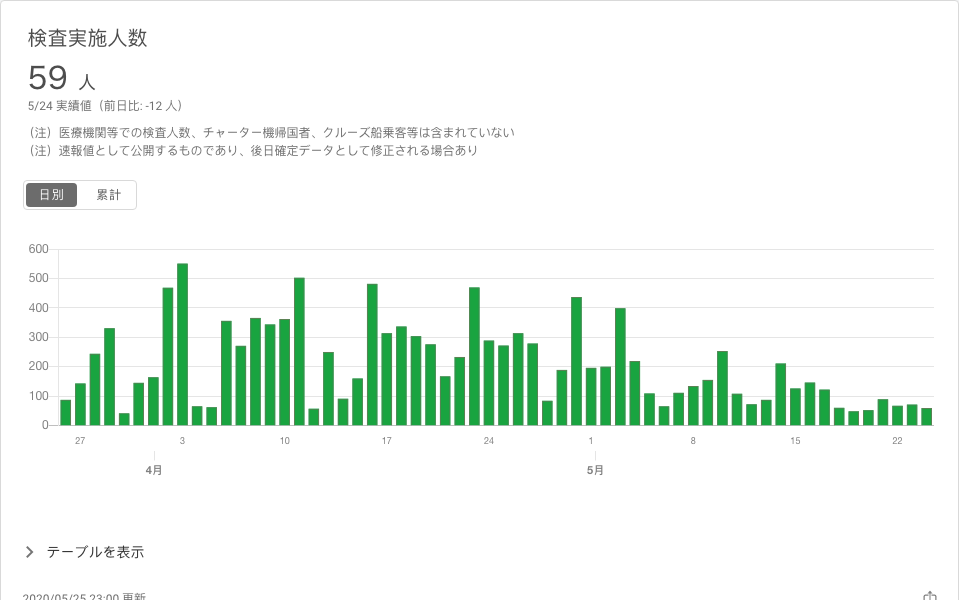 検査実施人数
59 人
5/24 実績値（前日比: -12 人）
（注）医療機関等での検査人数、チャーター機帰国者、クルーズ船乗客等は含まれていない
（注）速報値として公開するものであり、後日確定データとして修正される場合あり
日別 累計
600
500
400
300
200
100
0
27 3 10 17 24 1 8 15 22
4月 5月
テーブルを表示
2020/05/25 23:00 更新